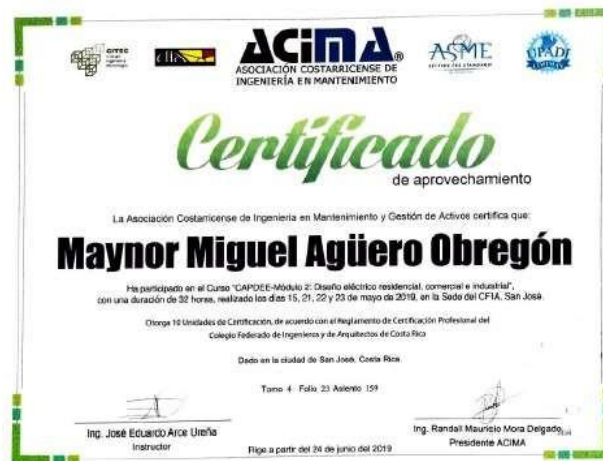 CITEC
ACIMA®
ASOCIACIÓN COSTARRICENSE DE
INGENIERÍA EN MANTENIMIENTO
ASME
SETTING THE STANDARD
UPADI
Certificado
de aprovechamiento
La Asociación Costarricense de Ingeniería en Mantenimiento y Gestión de Activos certifica que:
Maynor Miguel Agüero Obregón
Ha participado en el Curso "CAPDEE-Módulo 2: Diseño eléctrico residencial, comercial e industrial",
con una duración de 32 horas, realizado los días 15, 21, 22 y 23 de mayo de 2019, en la Sede del CFIA, San José.
Otorga 10 Unidades de Certificación, de acuerdo con el Reglamento de Certificación Profesional del
Colegio Federado de Ingenieros y de Arquitectos de Costa Rica
Dado en la ciudad de San José, Costa Rica.
Tomo 4 Folio 23 Asiento 159
Ing. José Eduardo Arce Ureña
Instructor
Ing. Randall Mauricio Mora Delgado
Presidente ACIMA
Rige a partir del 24 de junio del 2019